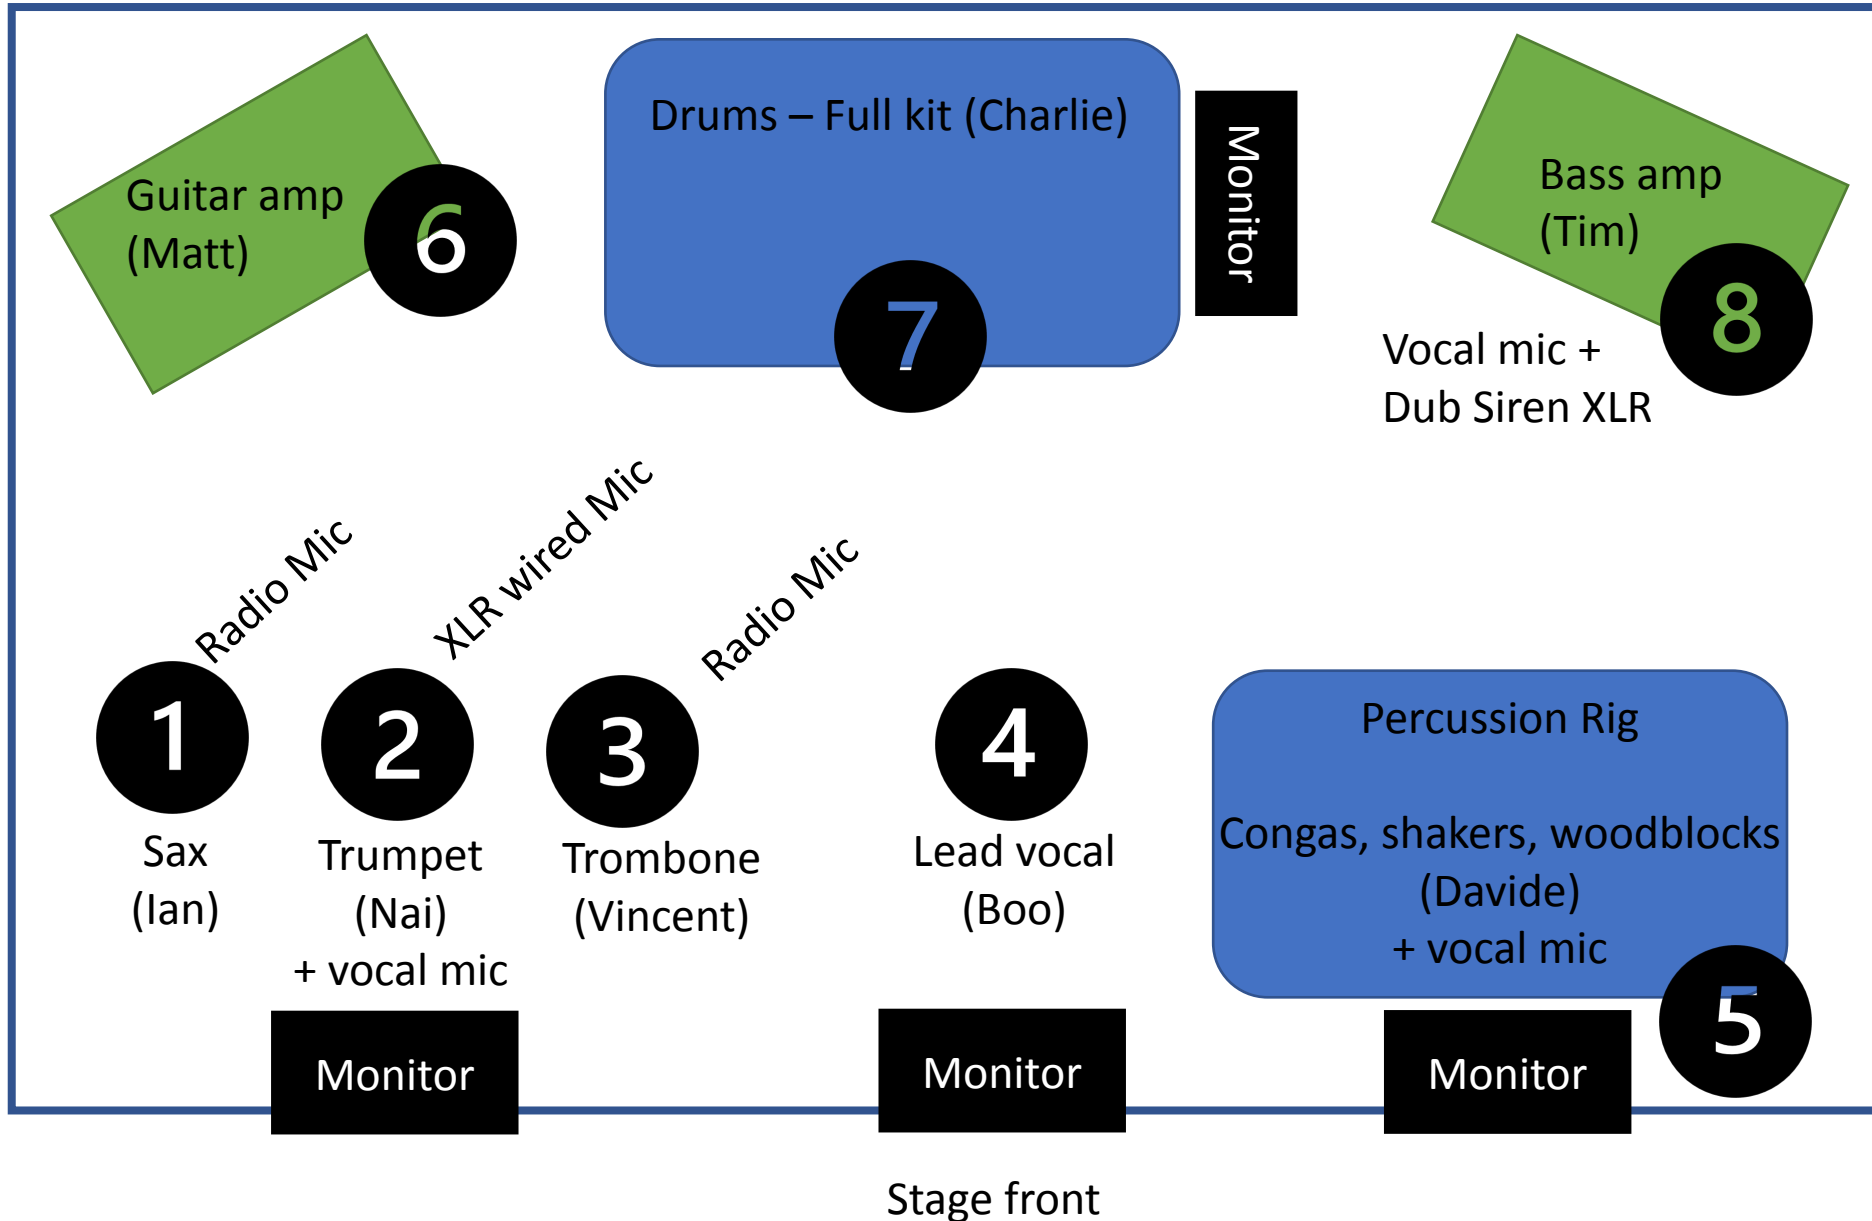 Drums – Full kit (Charlie)
Monitor
Guitar amp
(Matt)
6
7
Bass amp
(Tim)
8
Vocal mic +
Dub Siren XLR
Radio Mic
XLR wired Mic
Radio Mic
1
Sax
(Ian)
2
Trumpet
(Nai)
+ vocal mic
3
Trombone
(Vincent)
4
Lead vocal
(Boo)
Percussion Rig
Congas, shakers, woodblocks
(Davide)
+ vocal mic
5
Monitor
Monitor
Monitor
Stage front